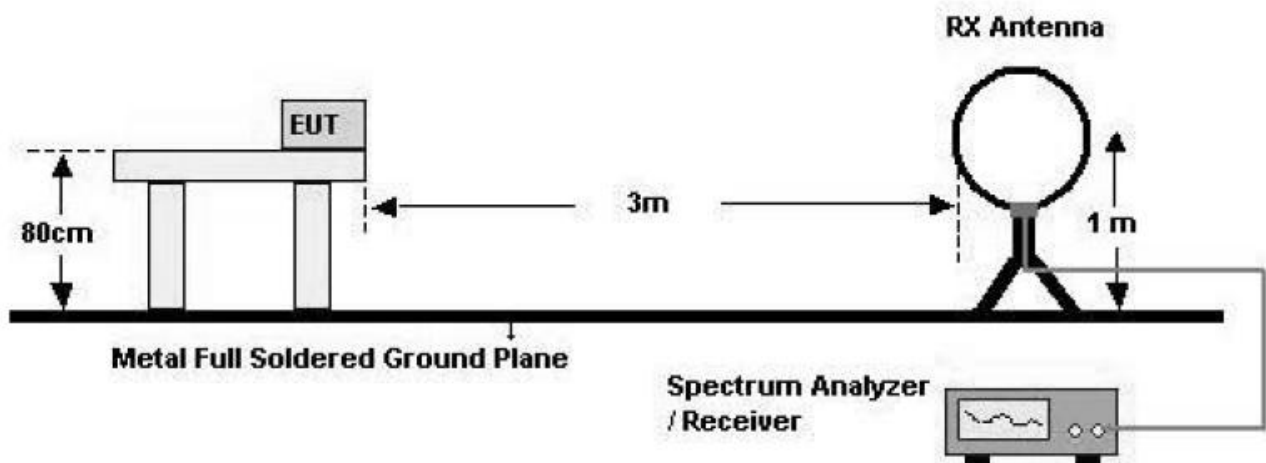 RX Antenna
EUT
80cm
3m
1 m
Metal Full Soldered Ground Plane
Spectrum Analyzer
/ Receiver